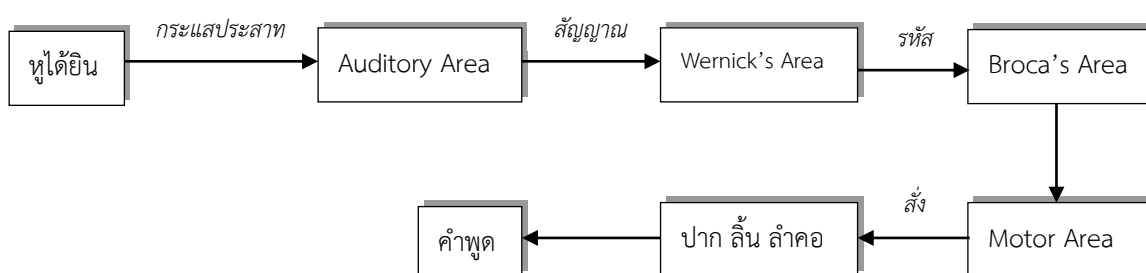 กระแสประสาท
สัญญาณ
รหัส
หูได้ยิน
Auditory Area
Wernick's Area
Broca's Area
สั่ง
คำพูด
ปาก ลิ้น ลำคอ
Motor Area